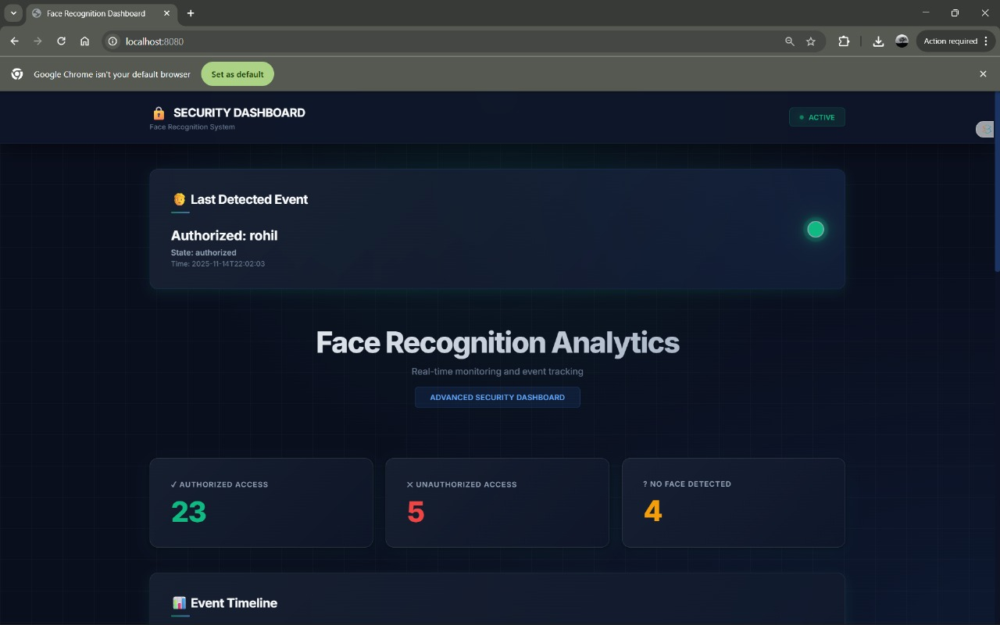 Face Recognition Dashboard
localhost:8080
Action required
Google Chrome isn't your default browser
Set as default
SECURITY DASHBOARD
Face Recognition System
ACTIVE
Last Detected Event
Authorized: rohil
State: authorized
Time: 2025-11-14T22:02:03
Face Recognition Analytics
Real-time monitoring and event tracking
ADVANCED SECURITY DASHBOARD
✓ AUTHORIZED ACCESS
23
✕ UNAUTHORIZED ACCESS
5
? NO FACE DETECTED
4
Event Timeline